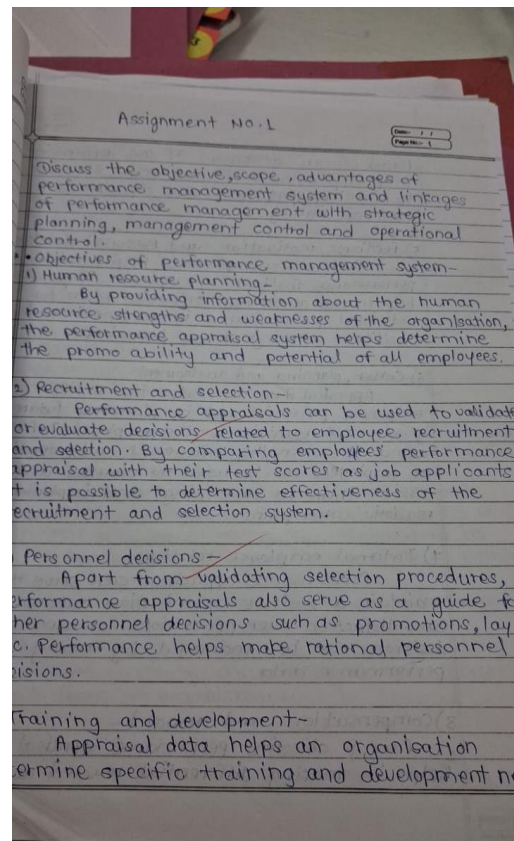 Assignment No.1
Date:- / /
Page No:- 1
Discuss the objective, scope, advantages of
performance management system and linkages
of performance management with strategic
planning, management control and operational
control.
• Objectives of performance management system-
1) Human resource planning-
By providing information about the human
resource strengths and weaknesses of the organisation,
the performance appraisal system helps determine
the promo ability and potential of all employees.
2) Recruitment and selection-
Performance appraisals can be used to validate
or evaluate decisions related to employee recruitment
and selection. By comparing employees' performance
appraisal with their test scores as job applicants
t is possible to determine effectiveness of the
ecruitment and selection system.
Personnel decisions-
Apart from validating selection procedures,
erformance appraisals also serve as a guide fo
her personnel decisions such as promotions, lay
c. Performance helps make rational personnel
cisions.
Training and development-
Appraisal data helps an organisation
ermine specific training and development n